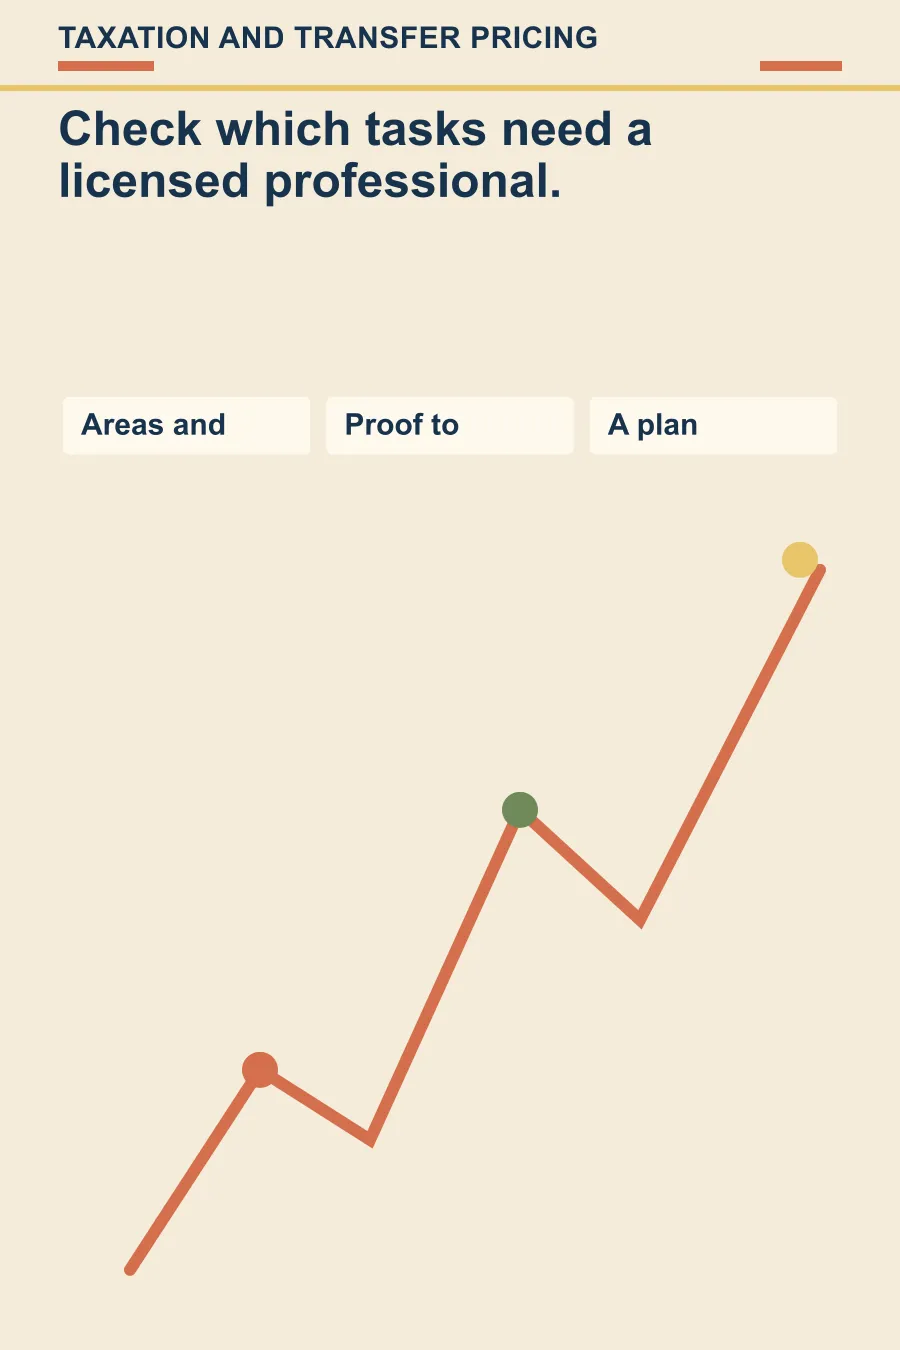 TAXATION AND TRANSFER PRICING
Check which tasks need a
licensed professional.
Areas and
Proof to
A plan